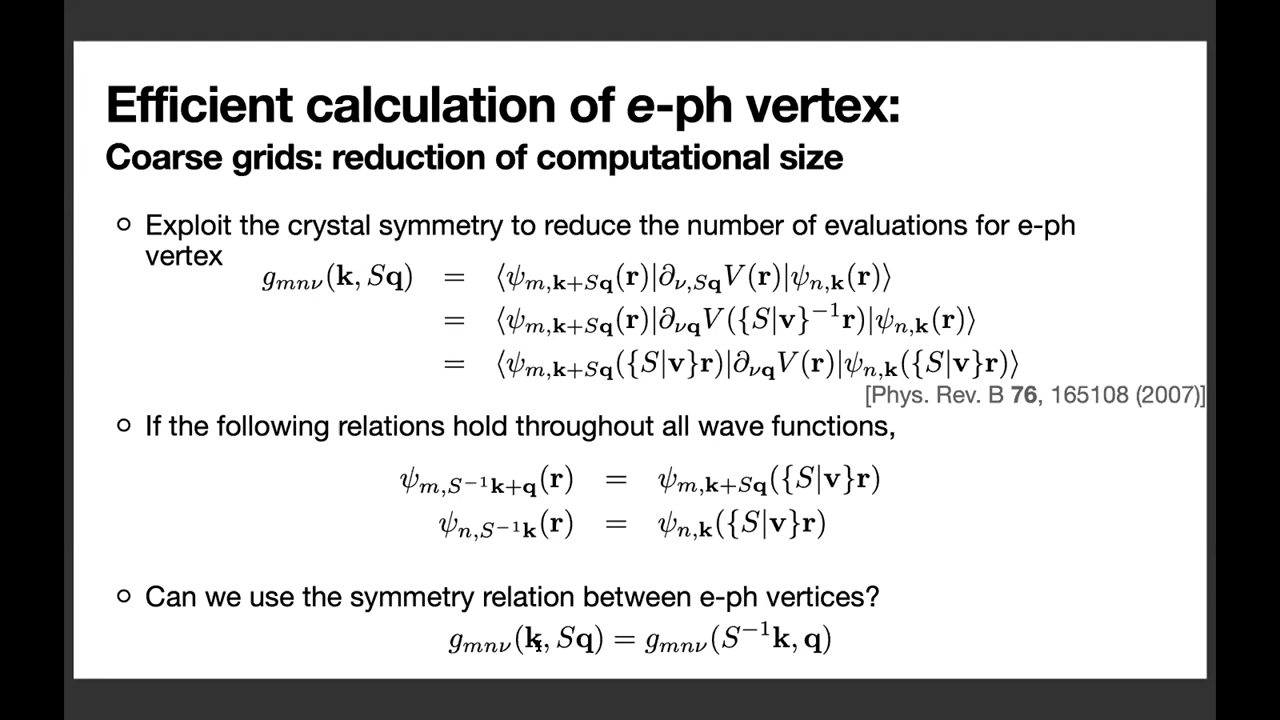 Efficient calculation of e-ph vertex:
Coarse grids: reduction of computational size
○ Exploit the crystal symmetry to reduce the number of evaluations for e-ph
vertex
g_{mnν}(𝐤, S𝐪) = ⟨ψ_{m,𝐤+S𝐪}(𝐫)|∂_{ν,S𝐪}V(𝐫)|ψ_{n,𝐤}(𝐫)⟩
= ⟨ψ_{m,𝐤+S𝐪}(𝐫)|∂_{ν𝐪}V({S|𝐯}^{−1}𝐫)|ψ_{n,𝐤}(𝐫)⟩
= ⟨ψ_{m,𝐤+S𝐪}({S|𝐯}𝐫)|∂_{ν𝐪}V(𝐫)|ψ_{n,𝐤}({S|𝐯}𝐫)⟩
[Phys. Rev. B 76, 165108 (2007)]
○ If the following relations hold throughout all wave functions,
ψ_{m,S^{−1}𝐤+𝐪}(𝐫) = ψ_{m,𝐤+S𝐪}({S|𝐯}𝐫)
ψ_{n,S^{−1}𝐤}(𝐫) = ψ_{n,𝐤}({S|𝐯}𝐫)
○ Can we use the symmetry relation between e-ph vertices?
g_{mnν}(𝐤, S𝐪) = g_{mnν}(S^{−1}𝐤, 𝐪)